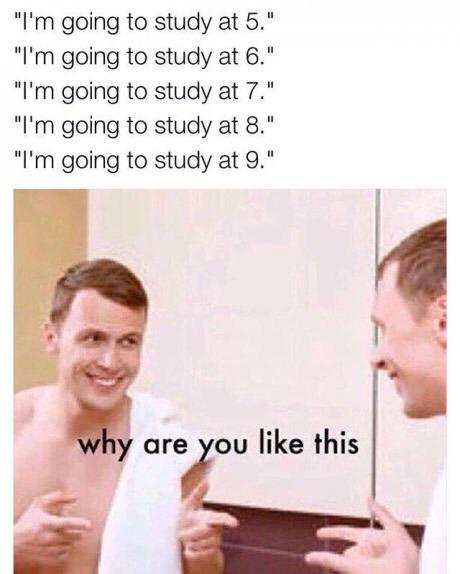 "I'm going to study at 5."
"I'm going to study at 6."
"I'm going to study at 7."
"I'm going to study at 8."
"I'm going to study at 9."
why are you like this